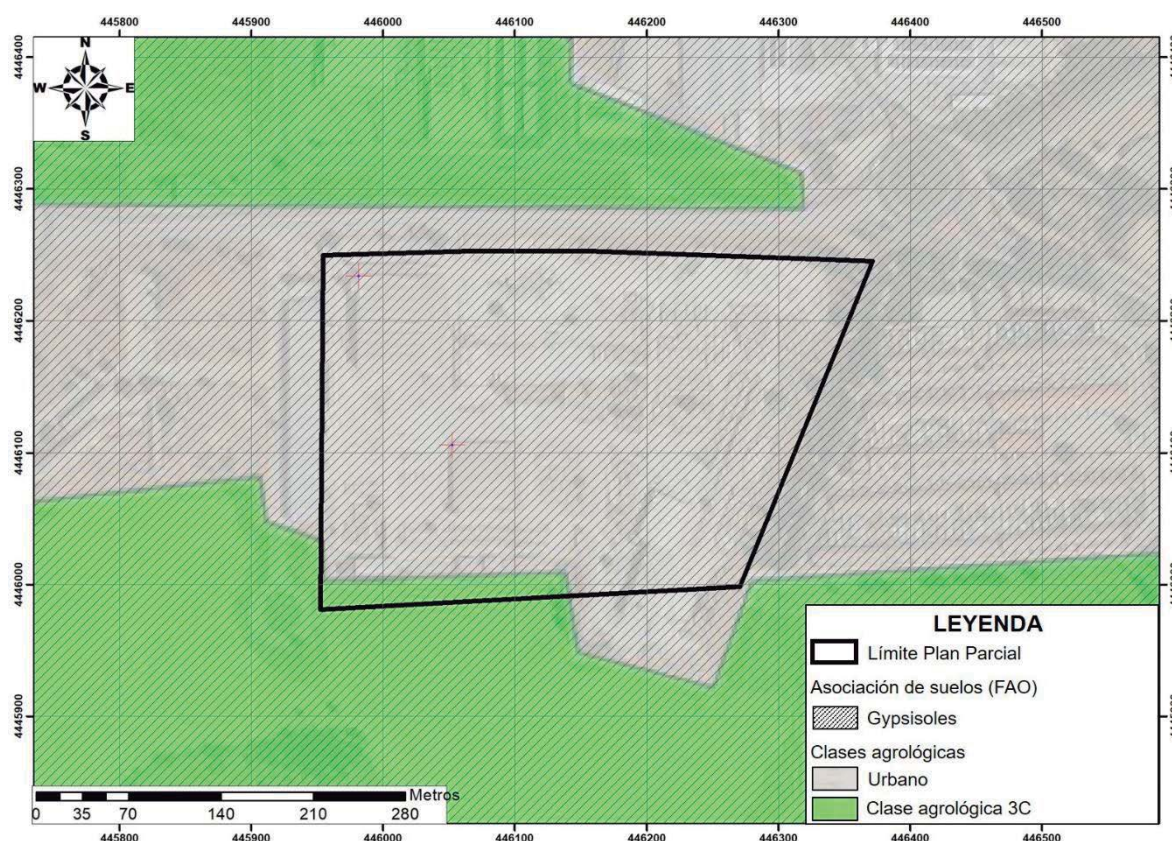 445800 445900 446000 446100 446200 446300 446400 446500
N
W E
S
4446400
4446300
4446200
4446100
4446000
4445900
LEYENDA
Límite Plan Parcial
Asociación de suelos (FAO)
Gypsisoles
Clases agrológicas
Urbano
Clase agrológica 3C
Metros
0 35 70 140 210 280
445800 445900 446000 446100 446200 446300 446400 446500